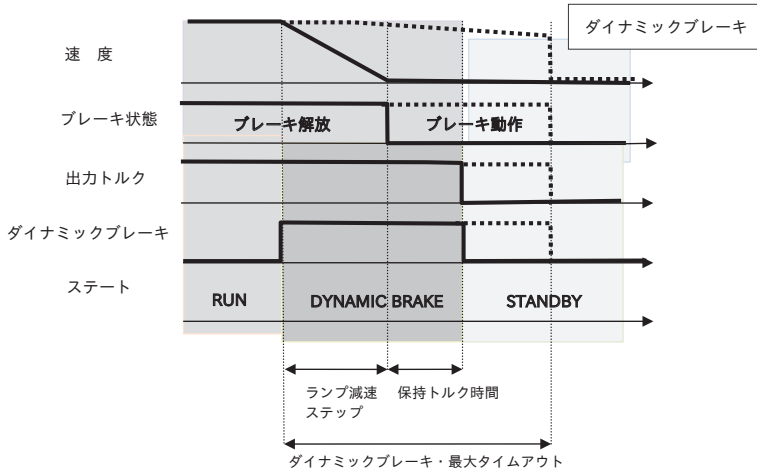 ダイナミックブレーキ
速　度
ブレーキ状態
ブレーキ解放
ブレーキ動作
出力トルク
ダイナミックブレーキ
ステート
RUN
DYNAMIC BRAKE
STANDBY
ランプ減速
ステップ
保持トルク時間
ダイナミックブレーキ・最大タイムアウト